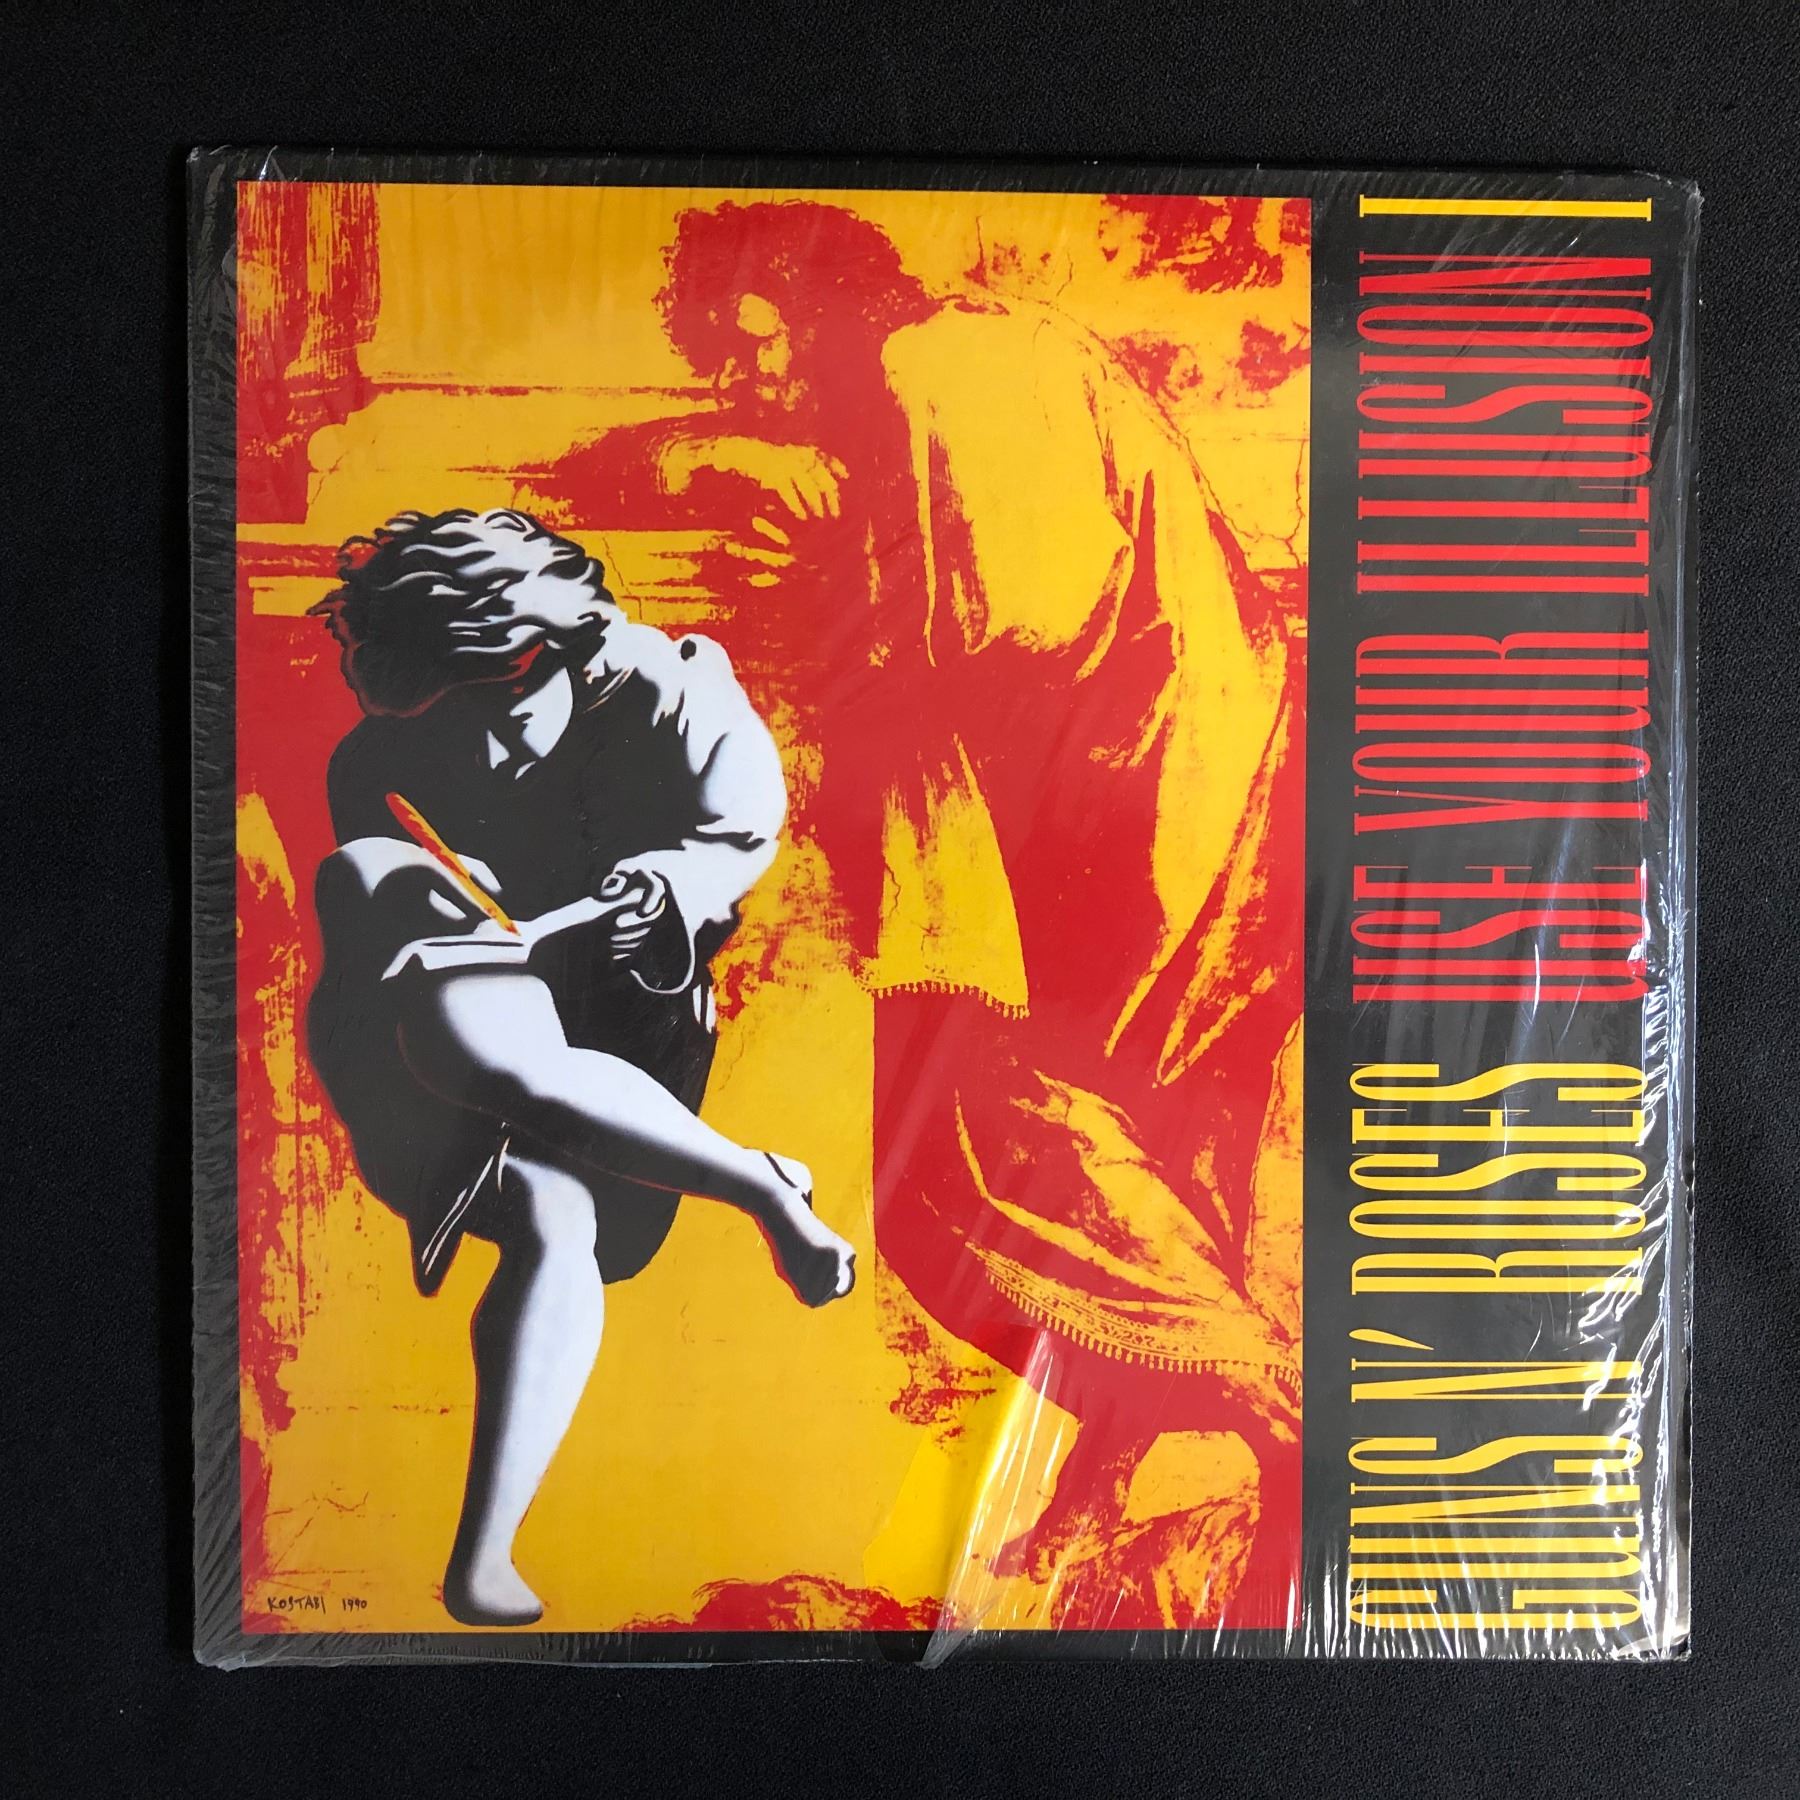 GUNS N' ROSES USE YOUR ILLUSION I
KOSTABI 1990